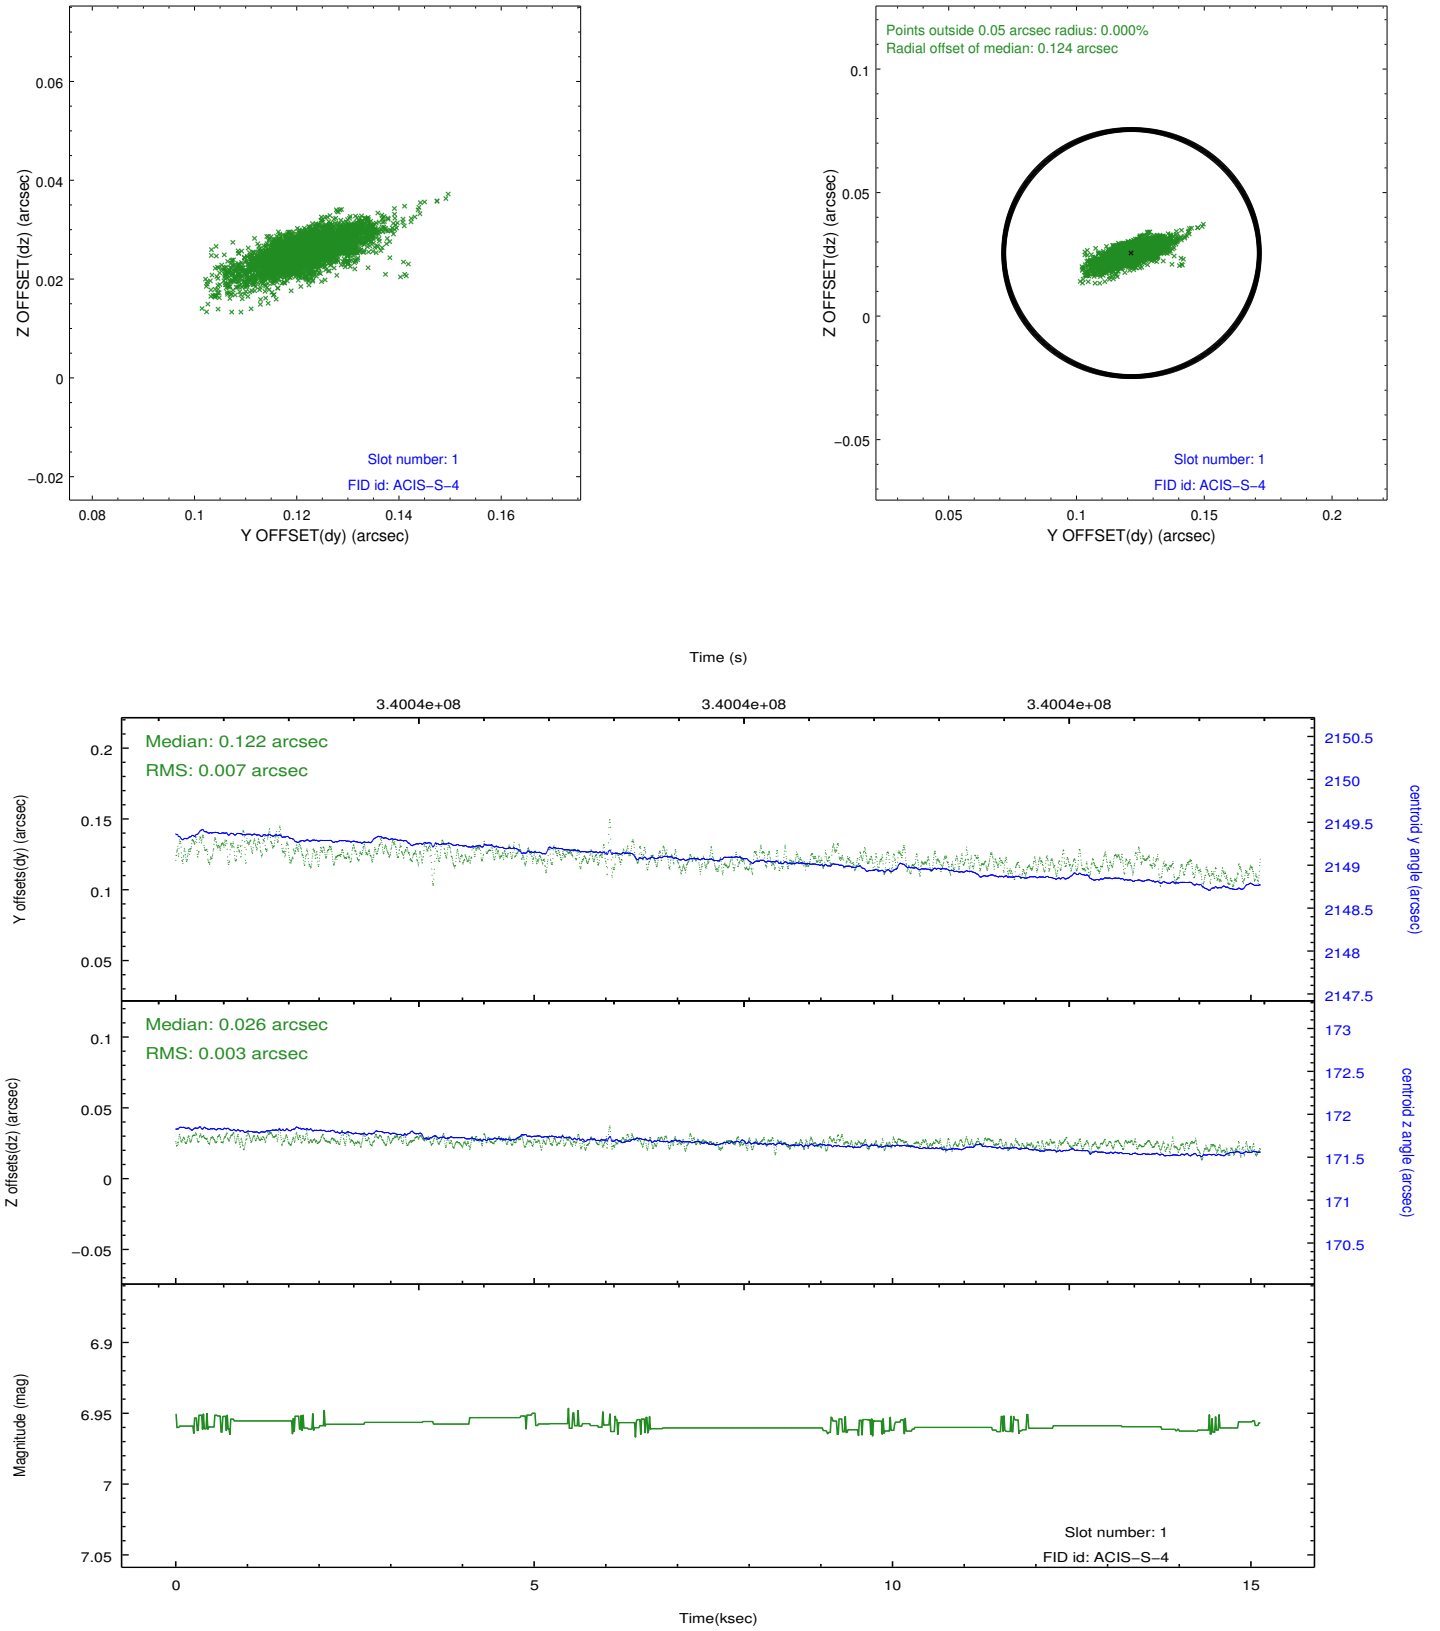 0.06
0.04
0.02
0
−0.02
Z OFFSET(dz) (arcsec)
Slot number: 1
FID id: ACIS−S−4
0.08 0.1 0.12 0.14 0.16
Y OFFSET(dy) (arcsec)
Points outside 0.05 arcsec radius: 0.000%
Radial offset of median: 0.124 arcsec
0.1
0.05
0
−0.05
Z OFFSET(dz) (arcsec)
Slot number: 1
FID id: ACIS−S−4
0.05 0.1 0.15 0.2
Y OFFSET(dy) (arcsec)
Time (s)
3.4004e+08 3.4004e+08 3.4004e+08
Median: 0.122 arcsec
RMS: 0.007 arcsec
0.2
0.15
0.1
0.05
Y offsets(dy) (arcsec)
2150.5
2150
2149.5
2149
2148.5
2148
2147.5
centroid y angle (arcsec)
Median: 0.026 arcsec
RMS: 0.003 arcsec
0.1
0.05
0
−0.05
Z offsets(dz) (arcsec)
173
172.5
172
171.5
171
170.5
centroid z angle (arcsec)
6.9
6.95
7
7.05
Magnitude (mag)
Slot number: 1
FID id: ACIS−S−4
0 5 10 15
Time(ksec)